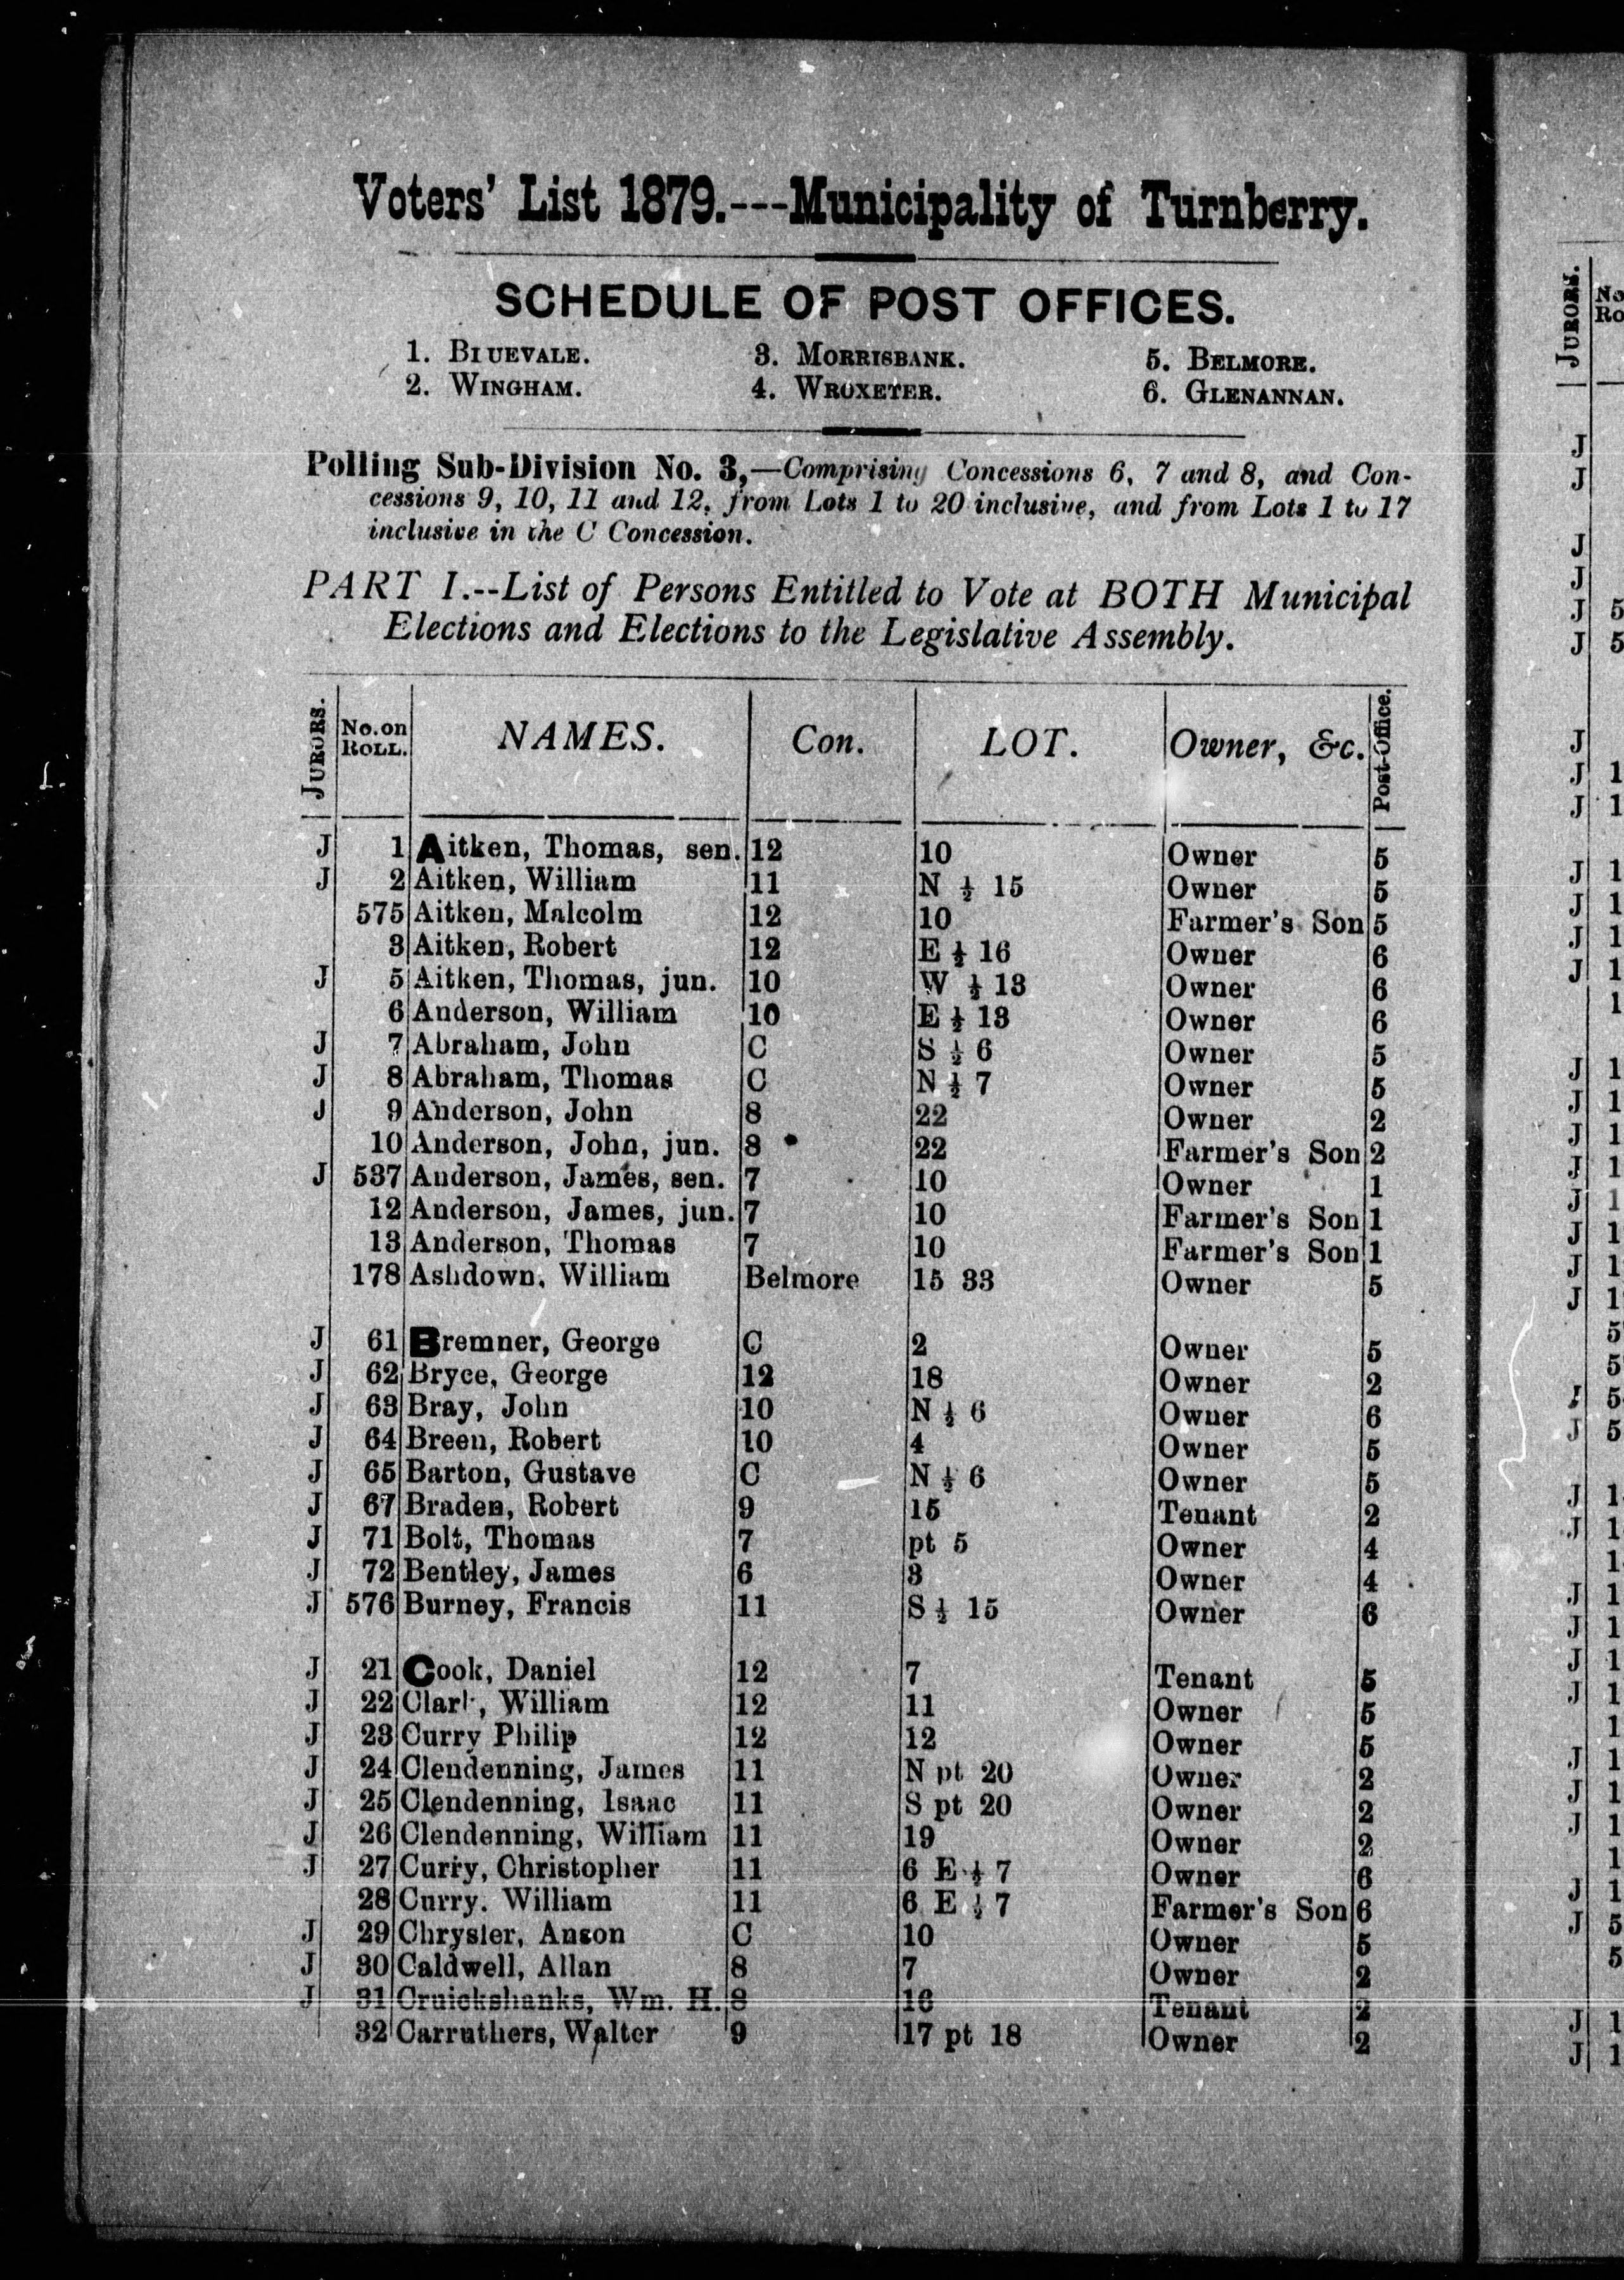 Voters' List 1879.---Municipality of Turnberry.
SCHEDULE OF POST OFFICES.
1. BLUEVALE. 3. MORRISBANK. 5. BELMORE.
2. WINGHAM. 4. WROXETER. 6. GLENANNAN.
Polling Sub-Division No. 3,—Comprising Concessions 6, 7 and 8, and Con-
cessions 9, 10, 11 and 12, from Lots 1 to 20 inclusive, and from Lots 1 to 17
inclusive in the C Concession.
PART I.--List of Persons Entitled to Vote at BOTH Municipal
Elections and Elections to the Legislative Assembly.
JURORS. No. on ROLL. NAMES. Con. LOT. Owner, &c. Post-Office.
J 1 Aitken, Thomas, sen. 12 10 Owner 5
J 2 Aitken, William 11 N ½ 15 Owner 5
575 Aitken, Malcolm 12 10 Farmer's Son 5
3 Aitken, Robert 12 E ½ 16 Owner 6
J 5 Aitken, Thomas, jun. 10 W ½ 13 Owner 6
6 Anderson, William 10 E ½ 13 Owner 6
J 7 Abraham, John C S ½ 6 Owner 5
J 8 Abraham, Thomas C N ½ 7 Owner 5
J 9 Anderson, John 8 22 Owner 2
10 Anderson, John, jun. 8 22 Farmer's Son 2
J 537 Anderson, James, sen. 7 10 Owner 1
12 Anderson, James, jun. 7 10 Farmer's Son 1
13 Anderson, Thomas 7 10 Farmer's Son 1
178 Ashdown, William Belmore 15 33 Owner 5
J 61 Bremner, George C 2 Owner 5
J 62 Bryce, George 12 18 Owner 2
J 63 Bray, John 10 N ½ 6 Owner 6
J 64 Breen, Robert 10 4 Owner 5
J 65 Barton, Gustave C N ½ 6 Owner 5
J 67 Braden, Robert 9 15 Tenant 2
J 71 Bolt, Thomas 7 pt 5 Owner 4
J 72 Bentley, James 6 3 Owner 4
J 576 Burney, Francis 11 S ½ 15 Owner 6
J 21 Cook, Daniel 12 7 Tenant 5
J 22 Clark, William 12 11 Owner 5
J 23 Curry Philip 12 12 Owner 5
J 24 Clendenning, James 11 N pt 20 Owner 2
J 25 Clendenning, Isaac 11 S pt 20 Owner 2
J 26 Clendenning, William 11 19 Owner 2
J 27 Curry, Christopher 11 6 E ½ 7 Owner 6
28 Curry. William 11 6 E ½ 7 Farmer's Son 6
J 29 Chrysler, Anson C 10 Owner 5
J 30 Caldwell, Allan 8 7 Owner 2
J 31 Cruickshanks, Wm. H. 8 16 Tenant 2
32 Carruthers, Walter 9 17 pt 18 Owner 2